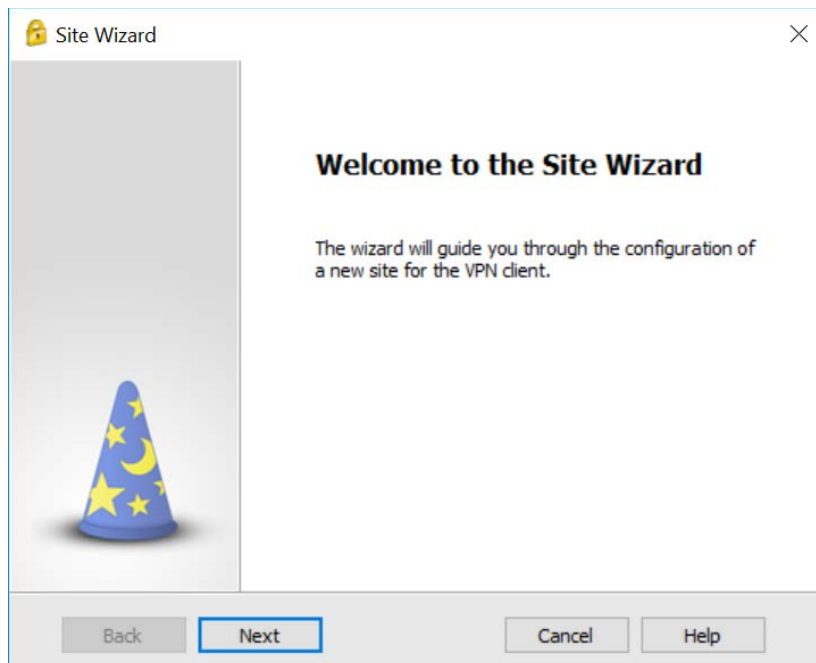 Site Wizard
Welcome to the Site Wizard
The wizard will guide you through the configuration of
a new site for the VPN client.
Back
Next
Cancel
Help